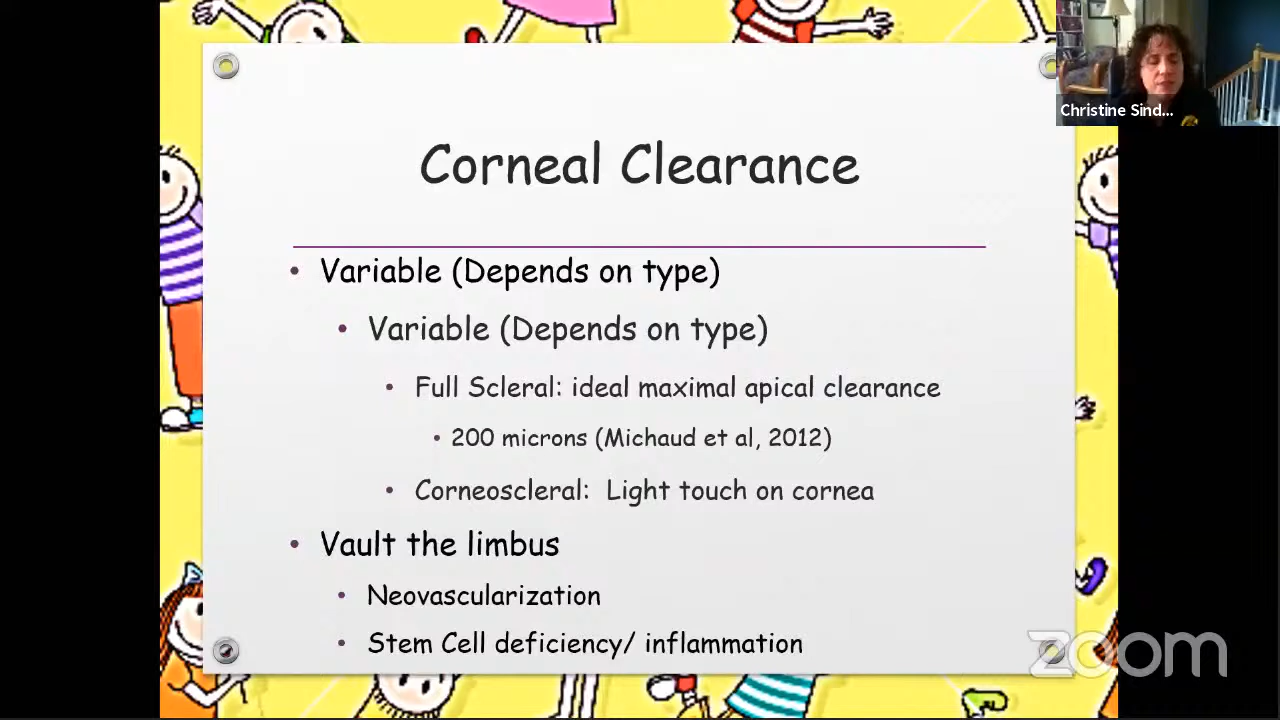 Christine Sind...
Corneal Clearance
• Variable (Depends on type)
• Variable (Depends on type)
• Full Scleral: ideal maximal apical clearance
• 200 microns (Michaud et al, 2012)
• Corneoscleral: Light touch on cornea
• Vault the limbus
• Neovascularization
• Stem Cell deficiency/ inflammation
zoom